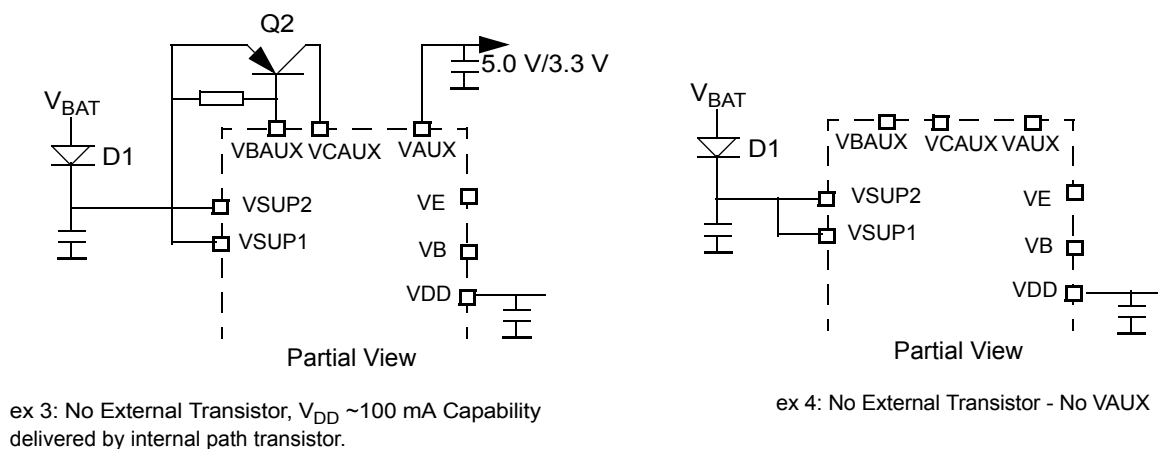 Q2
5.0 V/3.3 V
VBAT
D1
VBAUX VCAUX VAUX
VSUP2
VE
VSUP1
VB
VDD
Partial View
ex 3: No External Transistor, VDD ~100 mA Capability
delivered by internal path transistor.
VBAT
D1
VBAUX VCAUX VAUX
VSUP2
VE
VSUP1
VB
VDD
Partial View
ex 4: No External Transistor - No VAUX